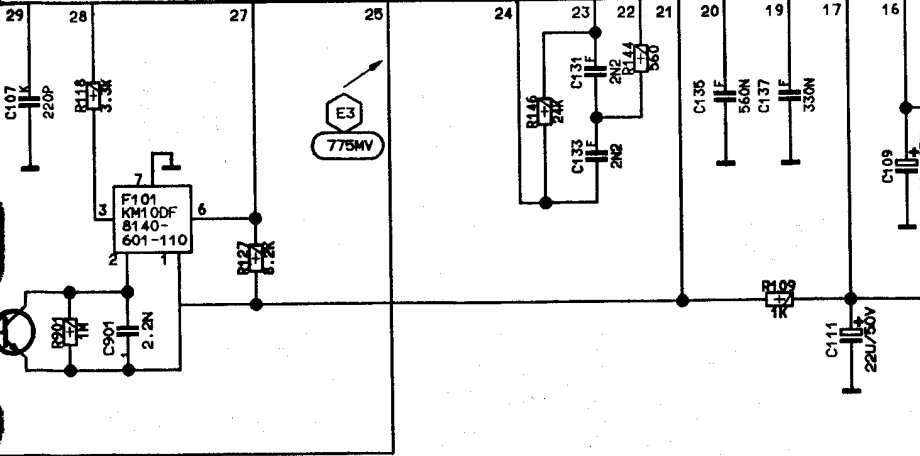 29
28
27
25
24
23
22
21
20
19
17
16
C107
K
220P
R118
3.3K
E3
775MV
R146
24K
C131
F
2N2
R144
560
C133
F
2N2
C135
F
560N
C137
F
330N
C109
+
7
3
F101
KM10DF
8140-
601-110
6
2
1
R127
8.2K
R901
1M
C901
2.2N
R109
1K
C111
+
22U/50V